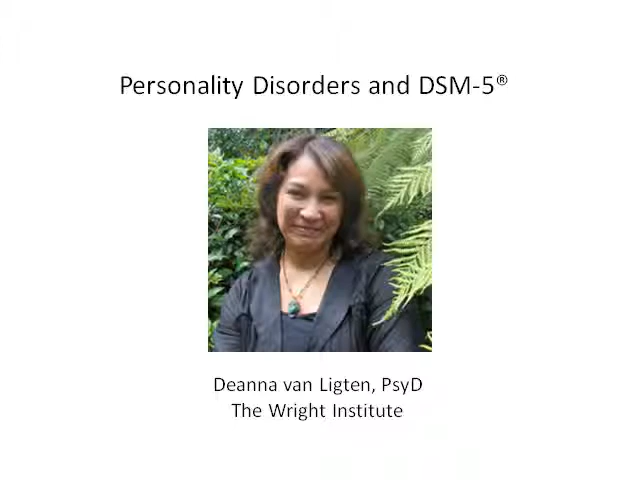 Personality Disorders and DSM-5®
Deanna van Ligten, PsyD
The Wright Institute